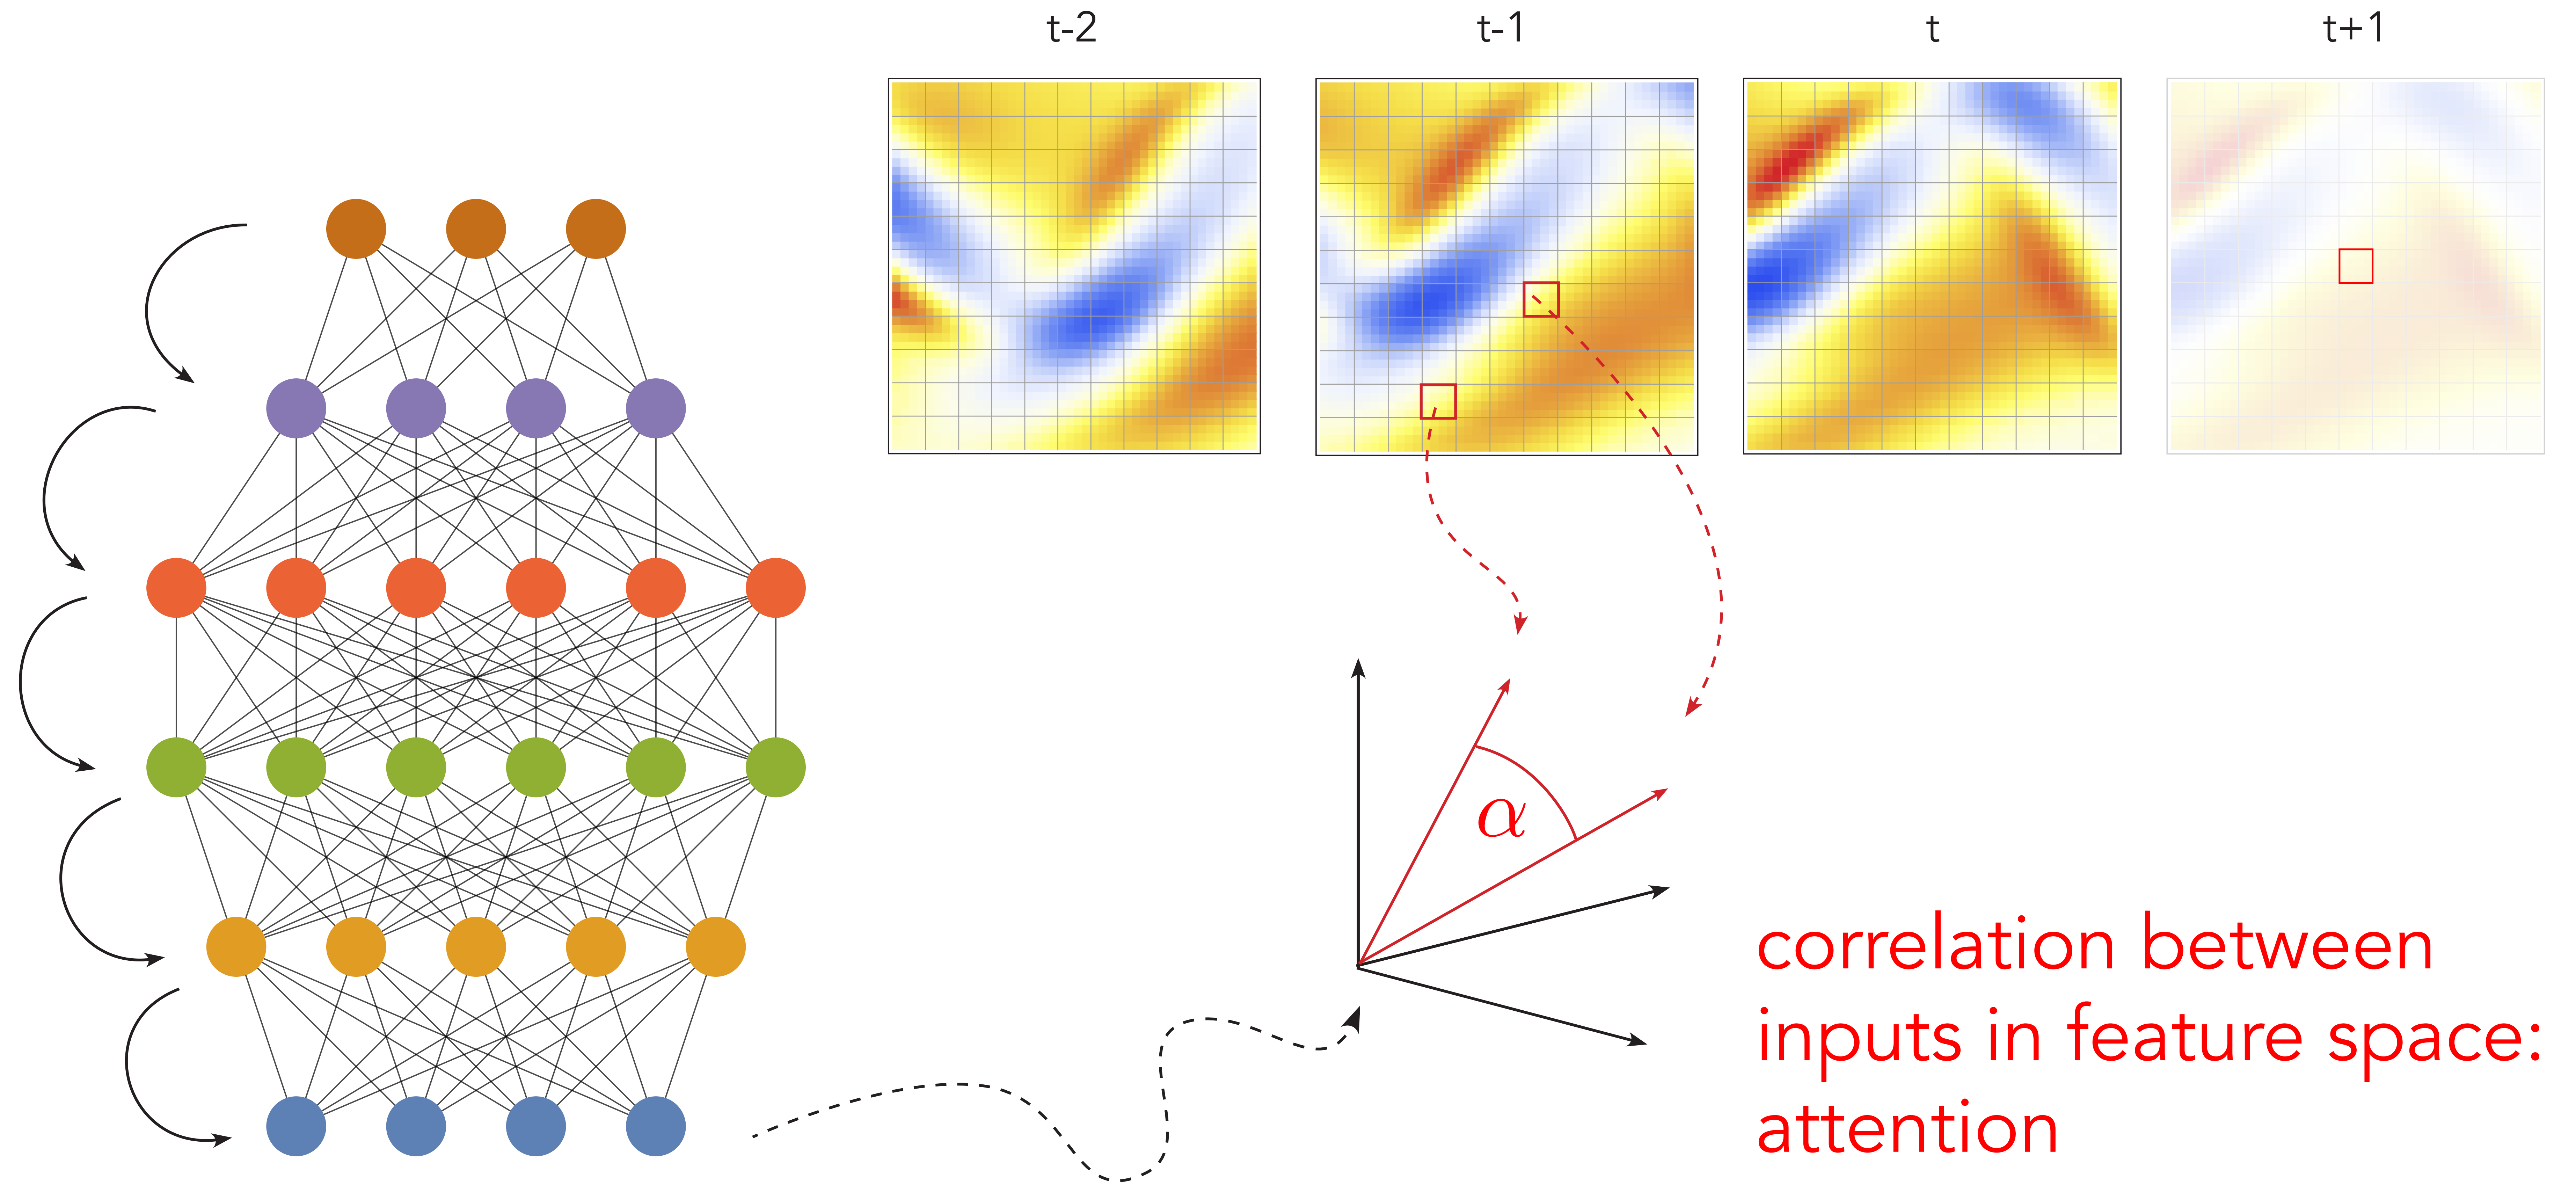 t-2
t-1
t
t+1
α
correlation between
inputs in feature space:
attention